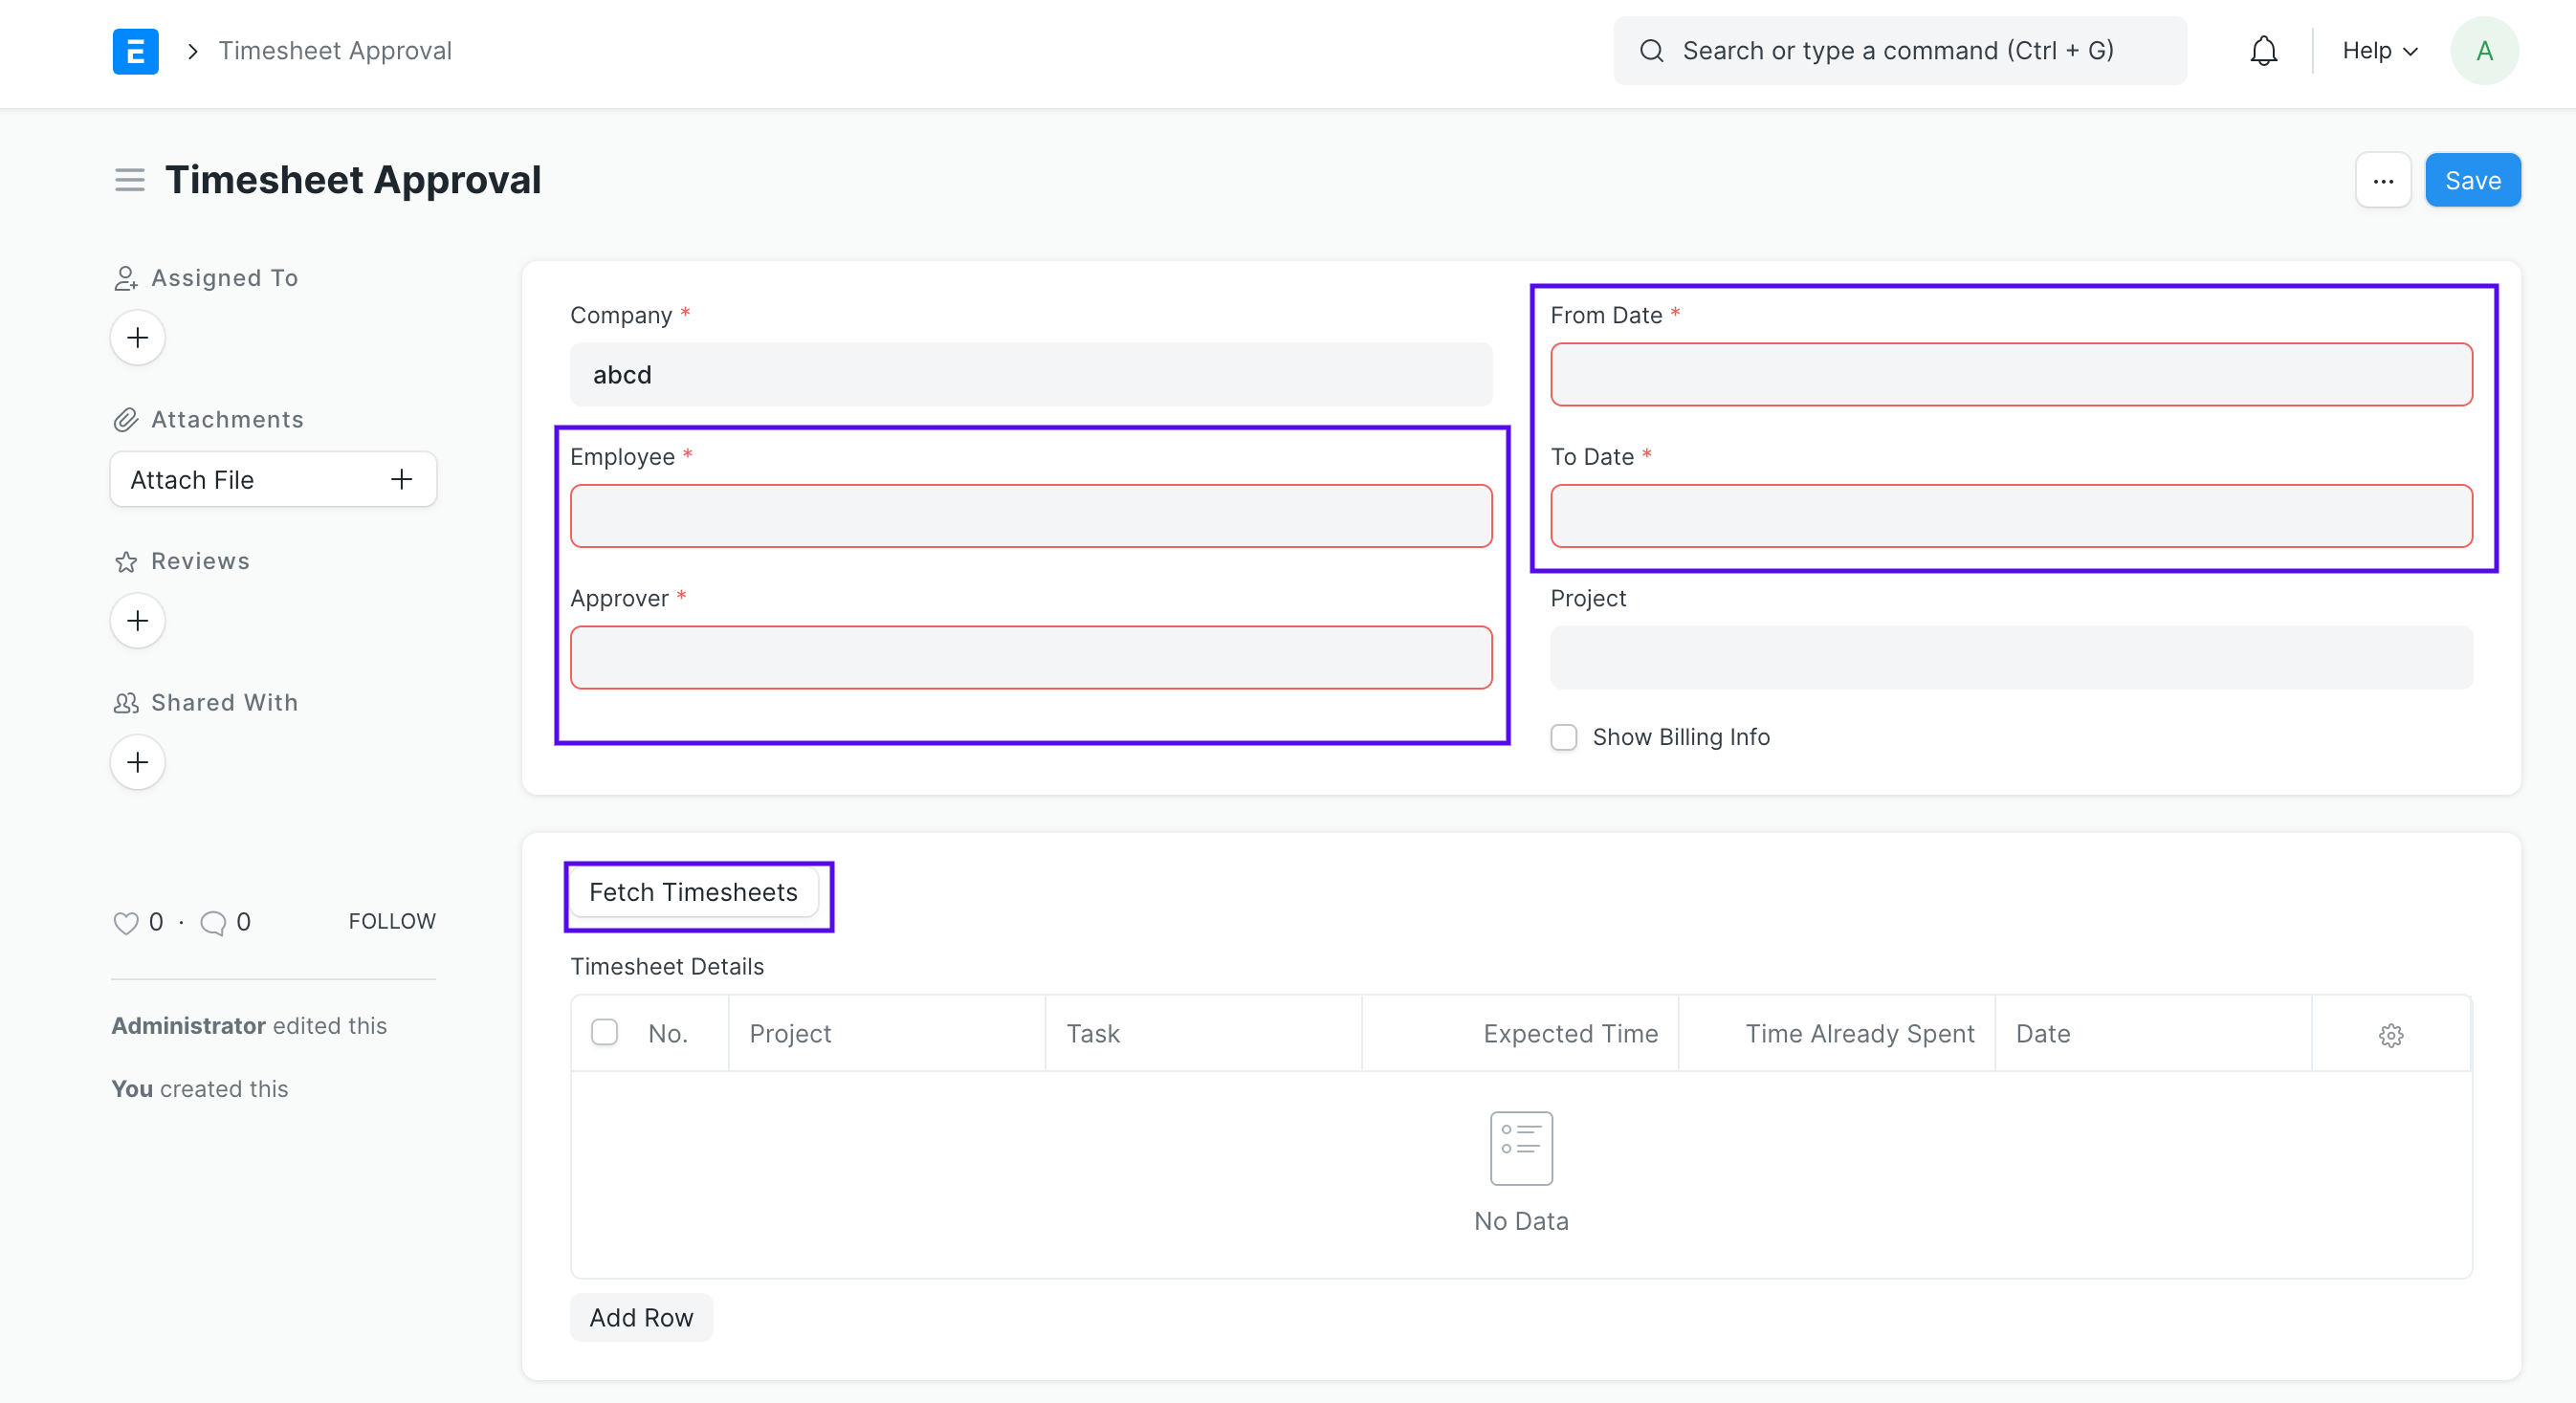 E
Timesheet Approval
Search or type a command (Ctrl + G)
Help
A
Timesheet Approval
...
Save
Assigned To
Attachments
Attach File
Reviews
Shared With
0 · 0 FOLLOW
Administrator edited this
You created this
Company *
abcd
Employee *
Approver *
From Date *
To Date *
Project
Show Billing Info
Fetch Timesheets
Timesheet Details
No. Project Task Expected Time Time Already Spent Date
No Data
Add Row